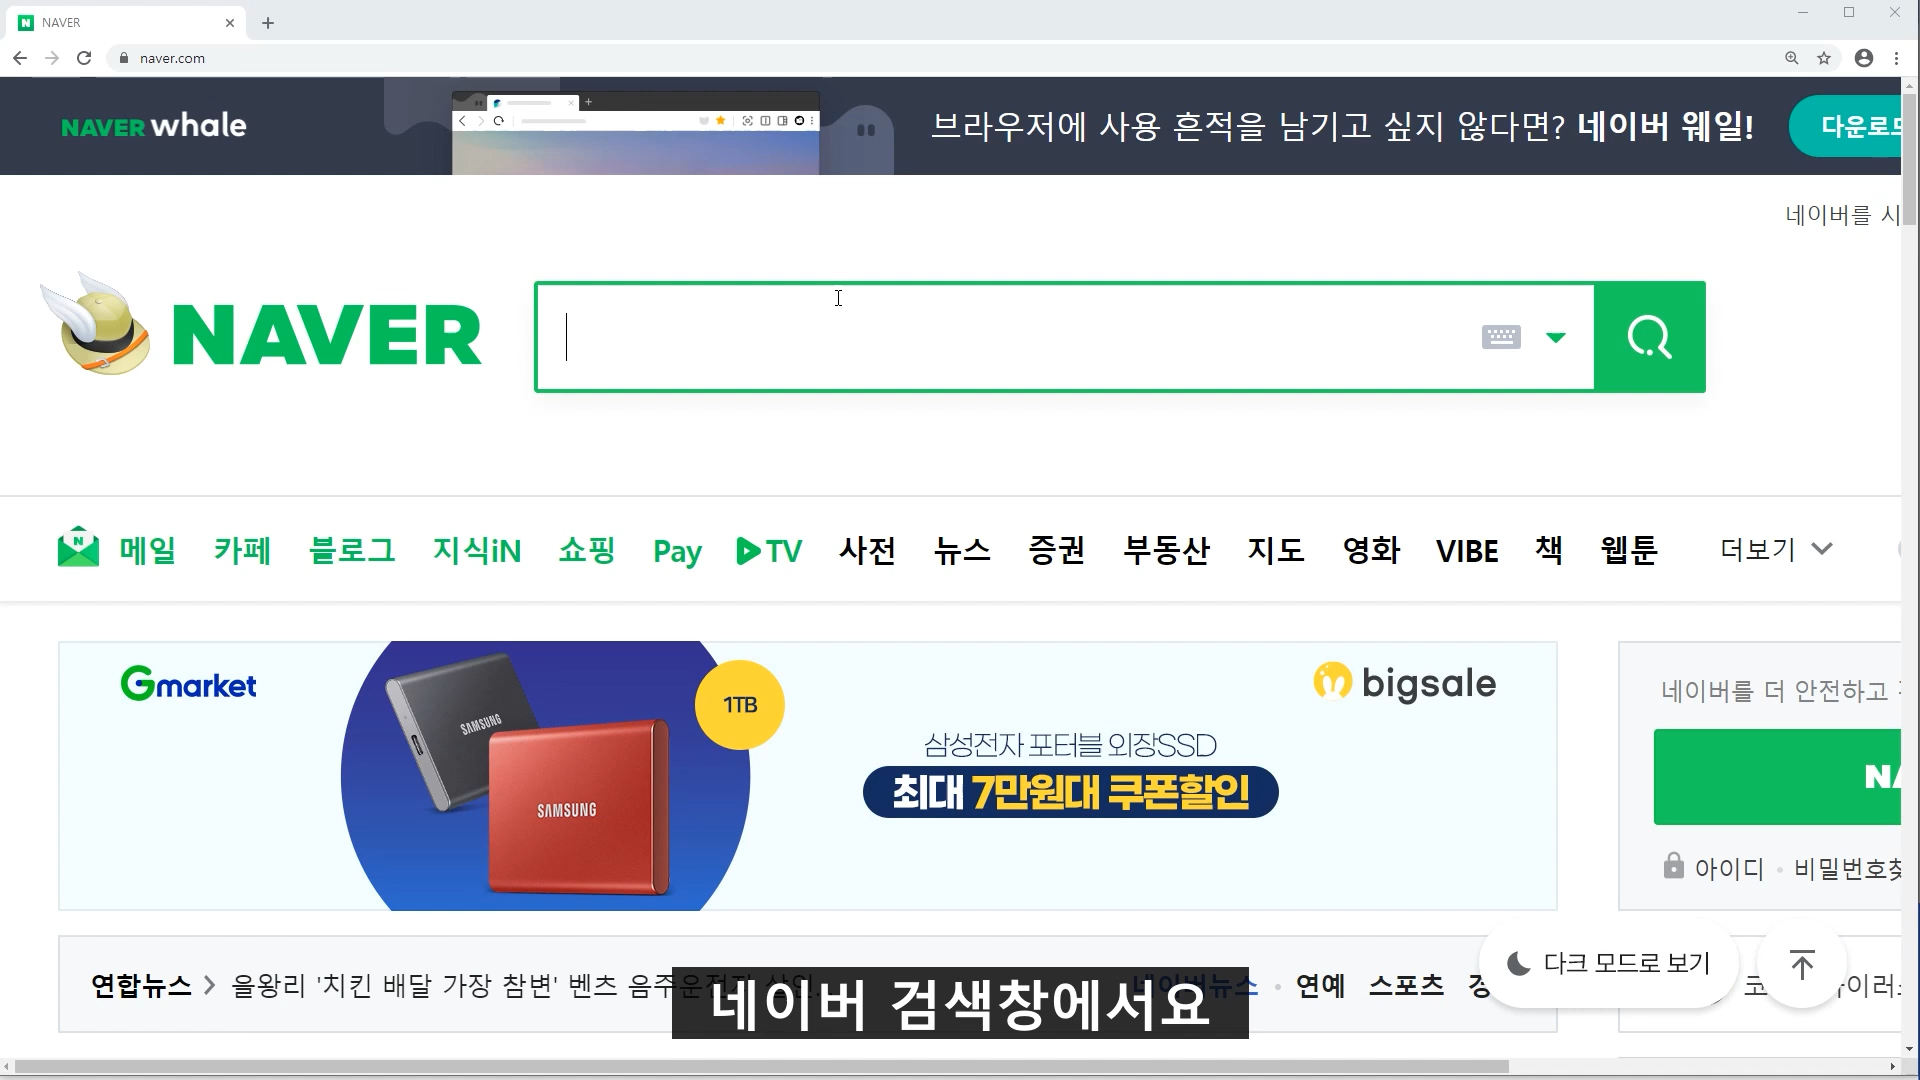 NAVER
naver.com
NAVER whale
브라우저에 사용 흔적을 남기고 싶지 않다면? 네이버 웨일!
다운로드
네이버를 시
NAVER
메일 카페 블로그 지식iN 쇼핑 Pay TV 사전 뉴스 증권 부동산 지도 영화 VIBE 책 웹툰 더보기
Gmarket
SAMSUNG
SAMSUNG
1TB
bigsale
삼성전자 포터블 외장SSD
최대 7만원대 쿠폰할인
네이버를 더 안전하고
NA
아이디 · 비밀번호찾
다크 모드로 보기
연합뉴스 > 을왕리 '치킨 배달 가장 참변' 벤츠 음주운전자
네이버뉴스 · 연예 스포츠 경
네이버 검색창에서요